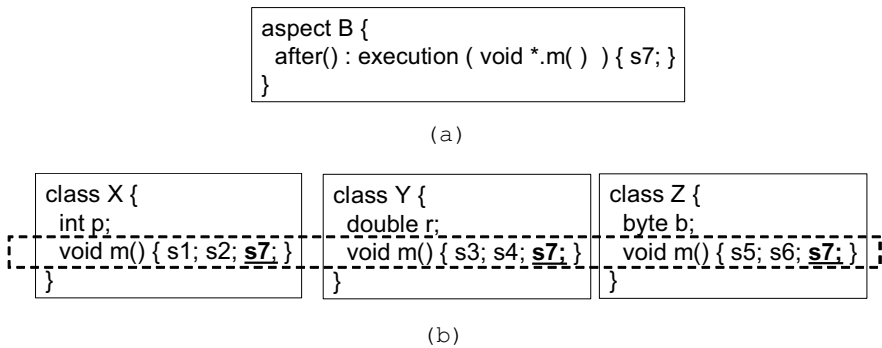 aspect B {
after() : execution ( void *.m( ) ) { s7; }
}
(a)
class X {
int p;
void m() { s1; s2; s7; }
}
class Y {
double r;
void m() { s3; s4; s7; }
}
class Z {
byte b;
void m() { s5; s6; s7; }
}
(b)